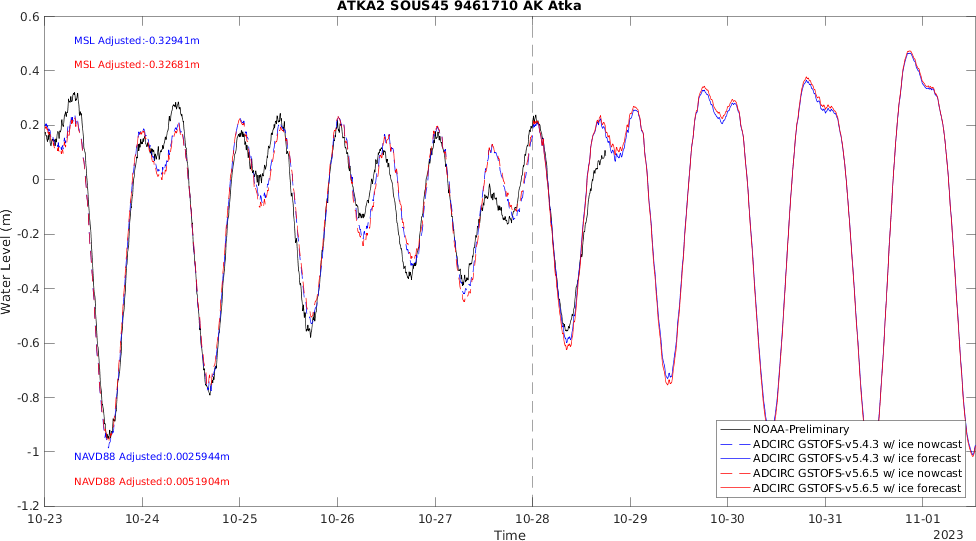 ATKA2 SOUS45 9461710 AK Atka
0.6
0.4
0.2
0
-0.2
-0.4
-0.6
-0.8
-1
-1.2
Water Level (m)
MSL Adjusted:-0.32941m
MSL Adjusted:-0.32681m
NAVD88 Adjusted:0.0025944m
NAVD88 Adjusted:0.0051904m
NOAA-Preliminary
ADCIRC GSTOFS-v5.4.3 w/ ice nowcast
ADCIRC GSTOFS-v5.4.3 w/ ice forecast
ADCIRC GSTOFS-v5.6.5 w/ ice nowcast
ADCIRC GSTOFS-v5.6.5 w/ ice forecast
10-23 10-24 10-25 10-26 10-27 10-28 10-29 10-30 10-31 11-01
Time
2023